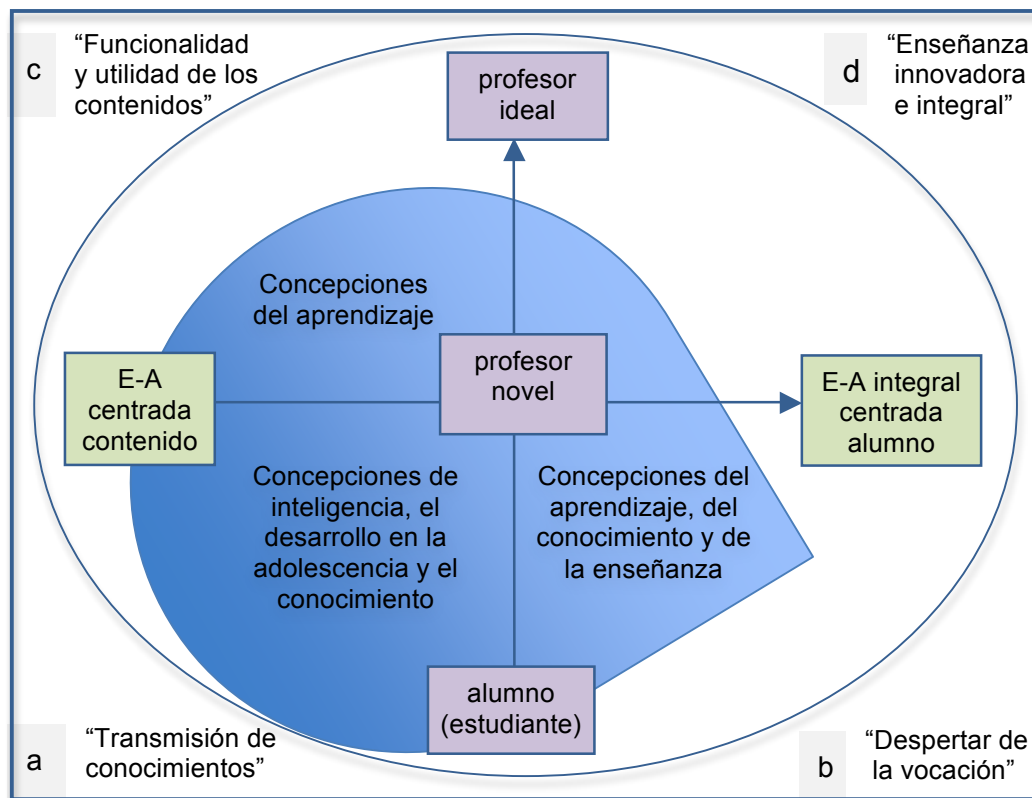 c
“Funcionalidad
y utilidad de los
contenidos”
profesor
ideal
d
“Enseñanza
innovadora
e integral”
Concepciones
del aprendizaje
E-A
centrada
contenido
profesor
novel
E-A integral
centrada
alumno
Concepciones de
inteligencia, el
desarrollo en la
adolescencia y el
conocimiento
Concepciones del
aprendizaje, del
conocimiento y de
la enseñanza
alumno
(estudiante)
a
“Transmisión de
conocimientos”
b
“Despertar de
la vocación”